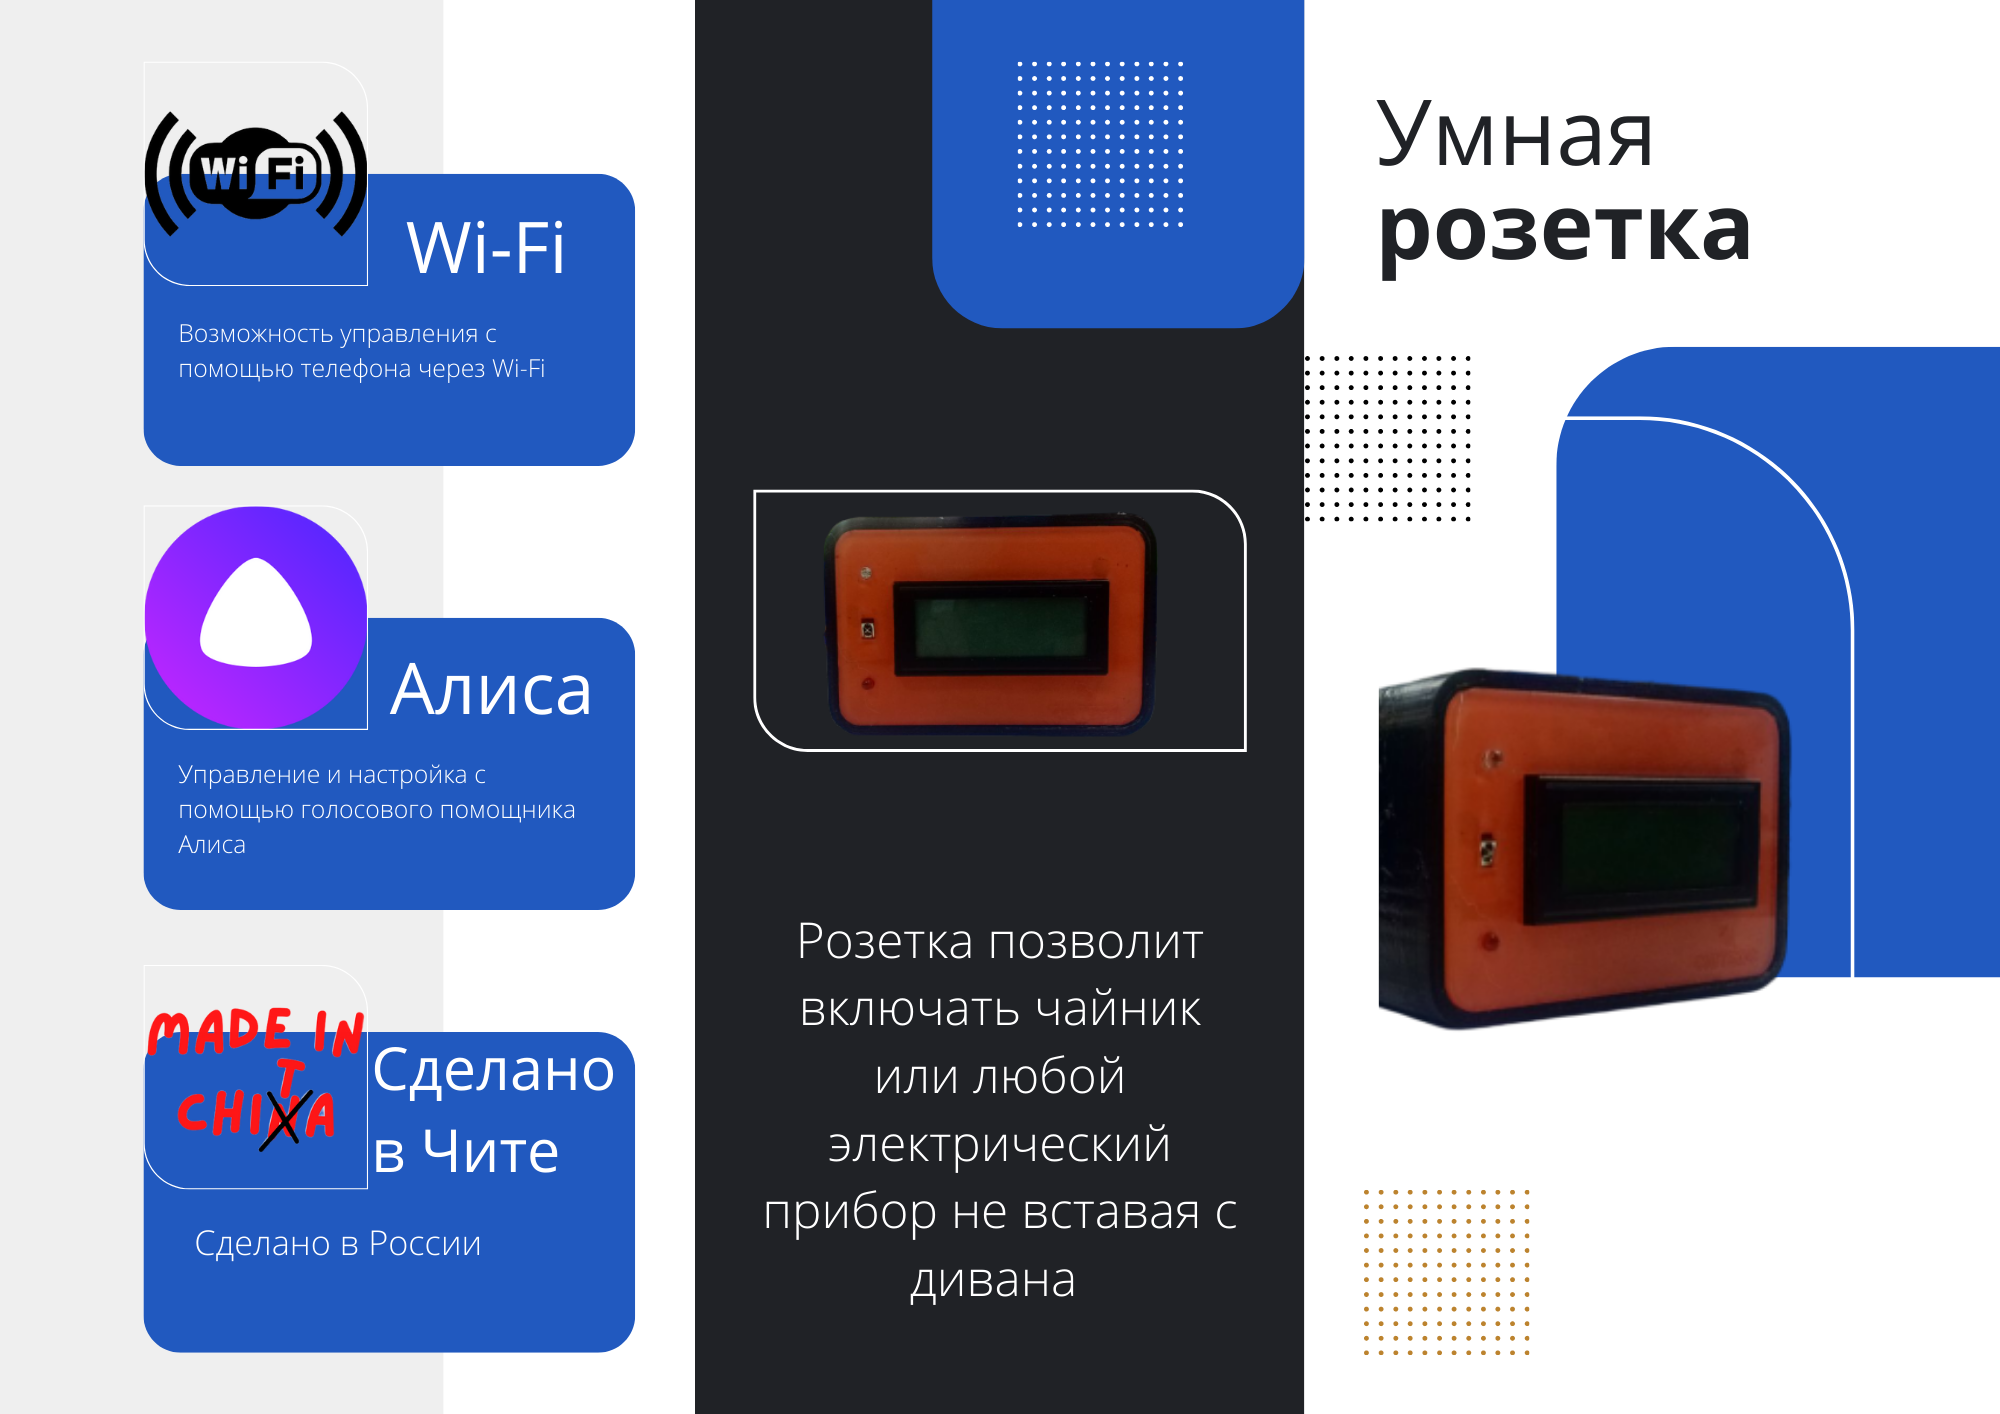 Wi Fi
Wi-Fi
Возможность управления с
помощью телефона через Wi-Fi
Алиса
Управление и настройка с
помощью голосового помощника
Алиса
MADE IN
T
CHINA
Сделано
в Чите
Сделано в России
Розетка позволит
включать чайник
или любой
электрический
прибор не вставая с
дивана
Умная
розетка